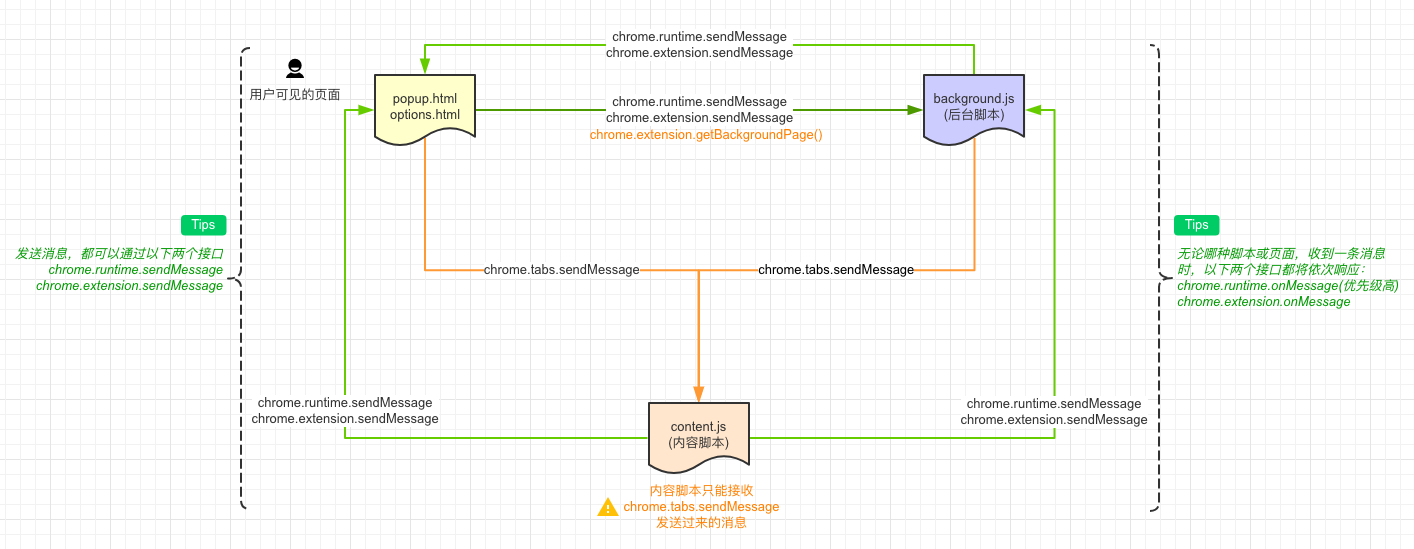 chrome.runtime.sendMessage
chrome.extension.sendMessage
用户可见的页面
popup.html
options.html
chrome.runtime.sendMessage
chrome.extension.sendMessage
chrome.extension.getBackgroundPage()
background.js
(后台脚本)
Tips
发送消息，都可以通过以下两个接口
chrome.runtime.sendMessage
chrome.extension.sendMessage
chrome.tabs.sendMessage
chrome.tabs.sendMessage
Tips
无论哪种脚本或页面，收到一条消息
时，以下两个接口都将依次响应：
chrome.runtime.onMessage(优先级高)
chrome.extension.onMessage
chrome.runtime.sendMessage
chrome.extension.sendMessage
content.js
(内容脚本)
chrome.runtime.sendMessage
chrome.extension.sendMessage
内容脚本只能接收
chrome.tabs.sendMessage
发送过来的消息